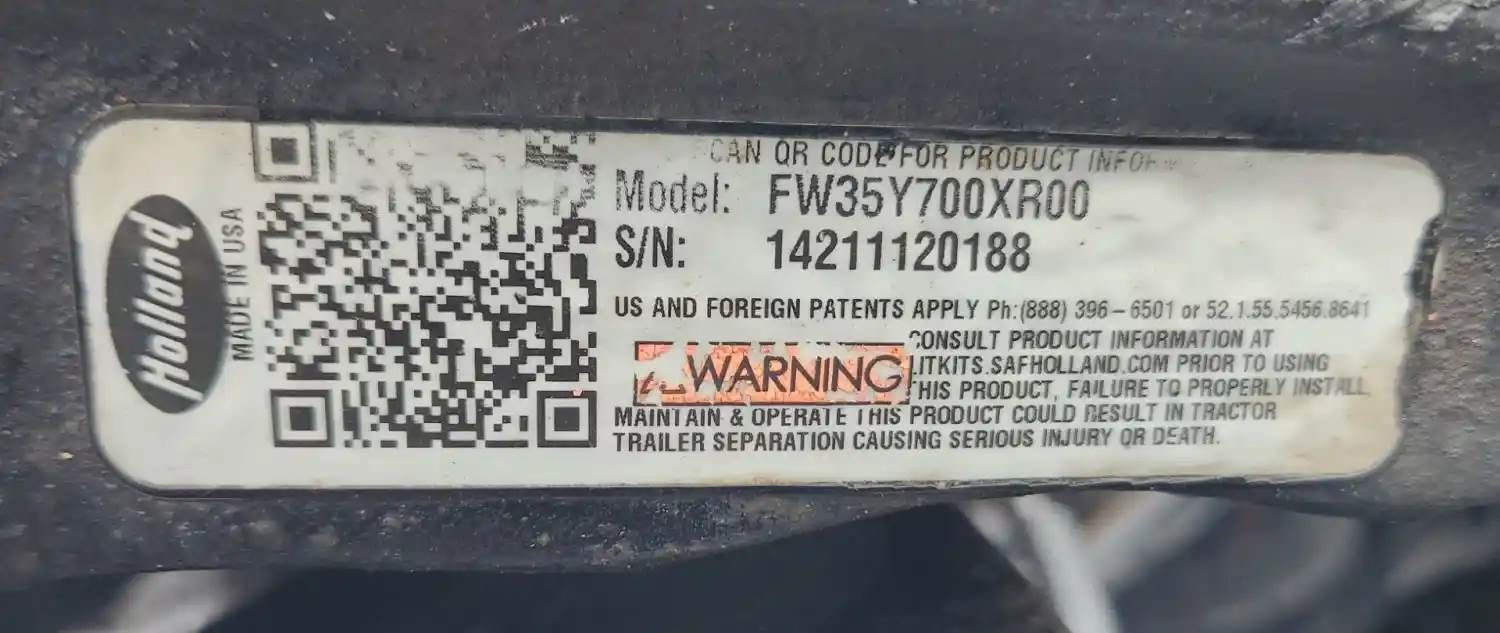 Holland
MADE IN USA
CAN QR CODE FOR PRODUCT
Model: FW35Y700XR00
S/N: 14211120188
US AND FOREIGN PATENTS APPLY Ph:(888) 396-6501 or 52.1.55.5456.8641
WARNING
CONSULT PRODUCT INFORMATION AT
ITKITS.SAFHOLLAND.COM PRIOR TO USING
HIS PRODUCT, FAILURE TO PROPERLY INSTALL
MAINTAIN & OPERATE THIS PRODUCT COULD RESULT IN TRACTOR
TRAILER SEPARATION CAUSING SERIOUS INJURY OR DEATH.